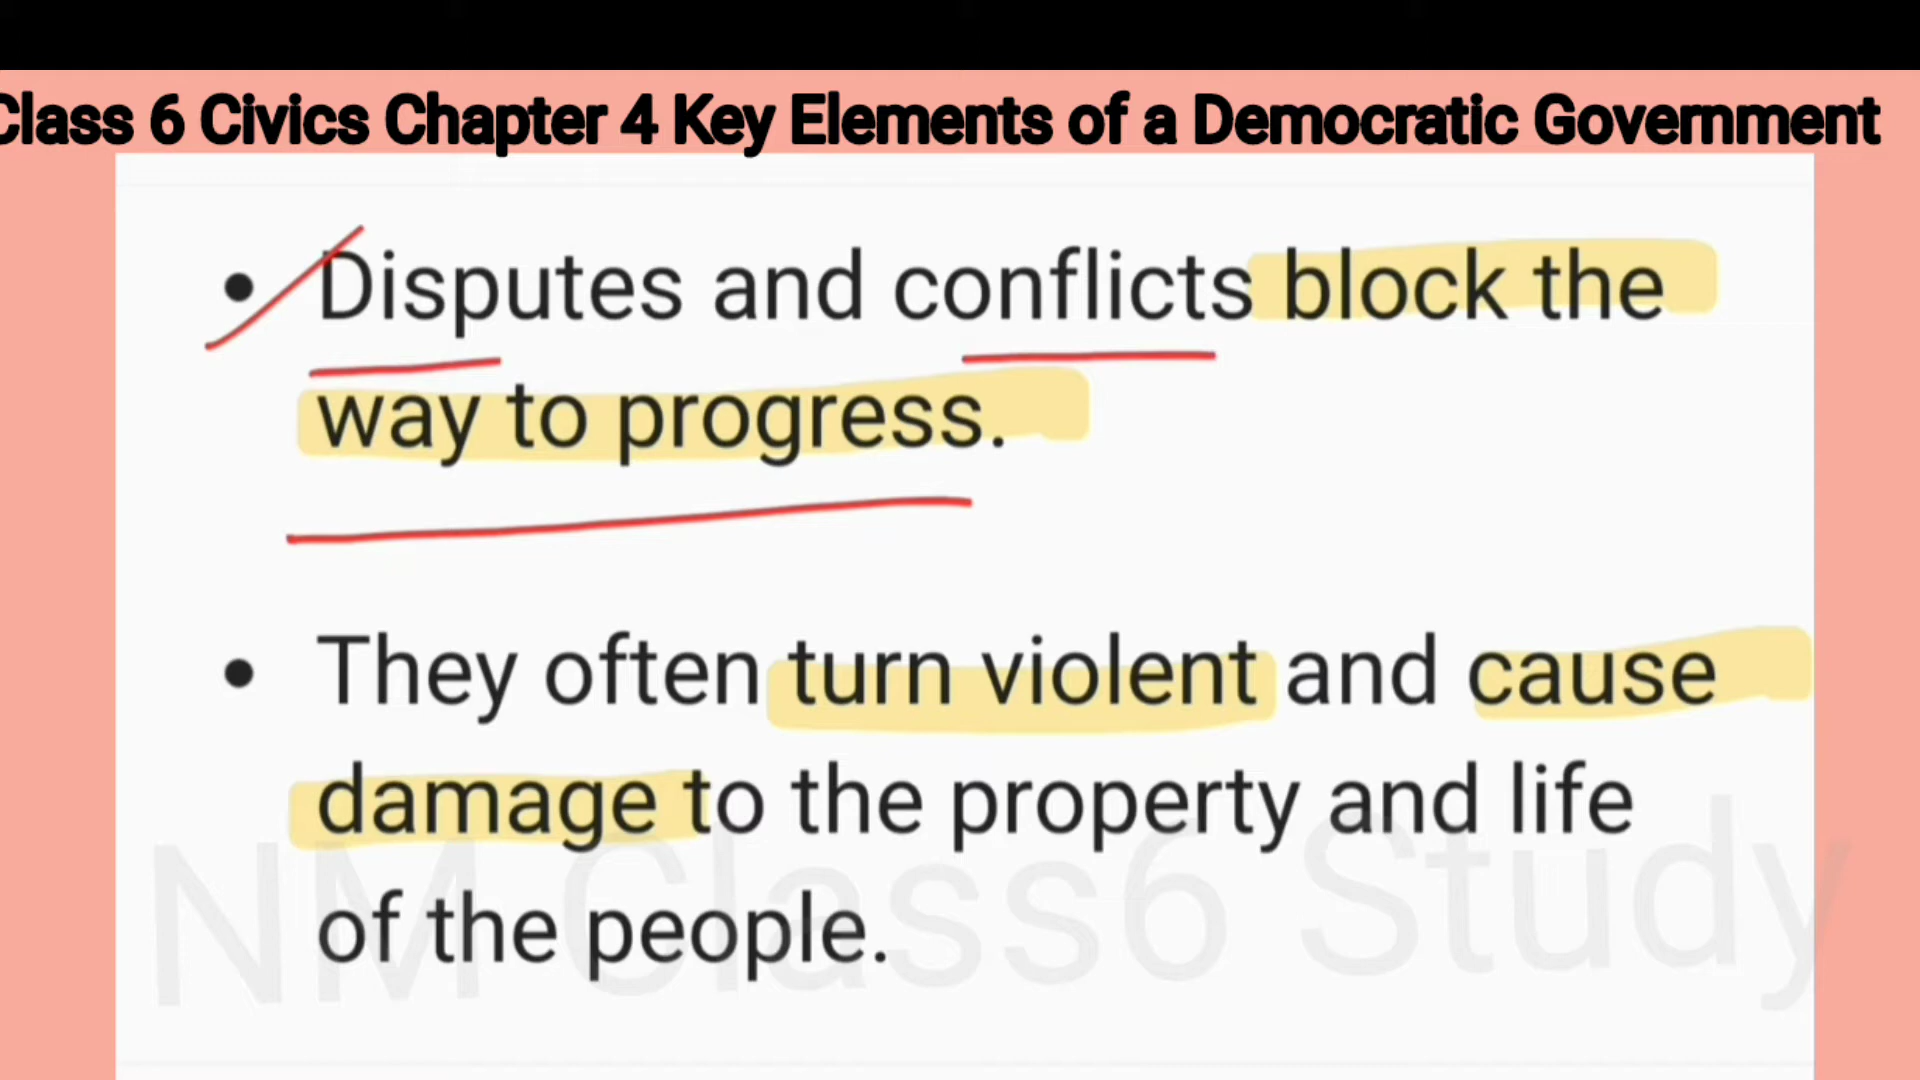 Class 6 Civics Chapter 4 Key Elements of a Democratic Government
• Disputes and conflicts block the
way to progress.
• They often turn violent and cause
damage to the property and life
of the people.
NM Class6 Study